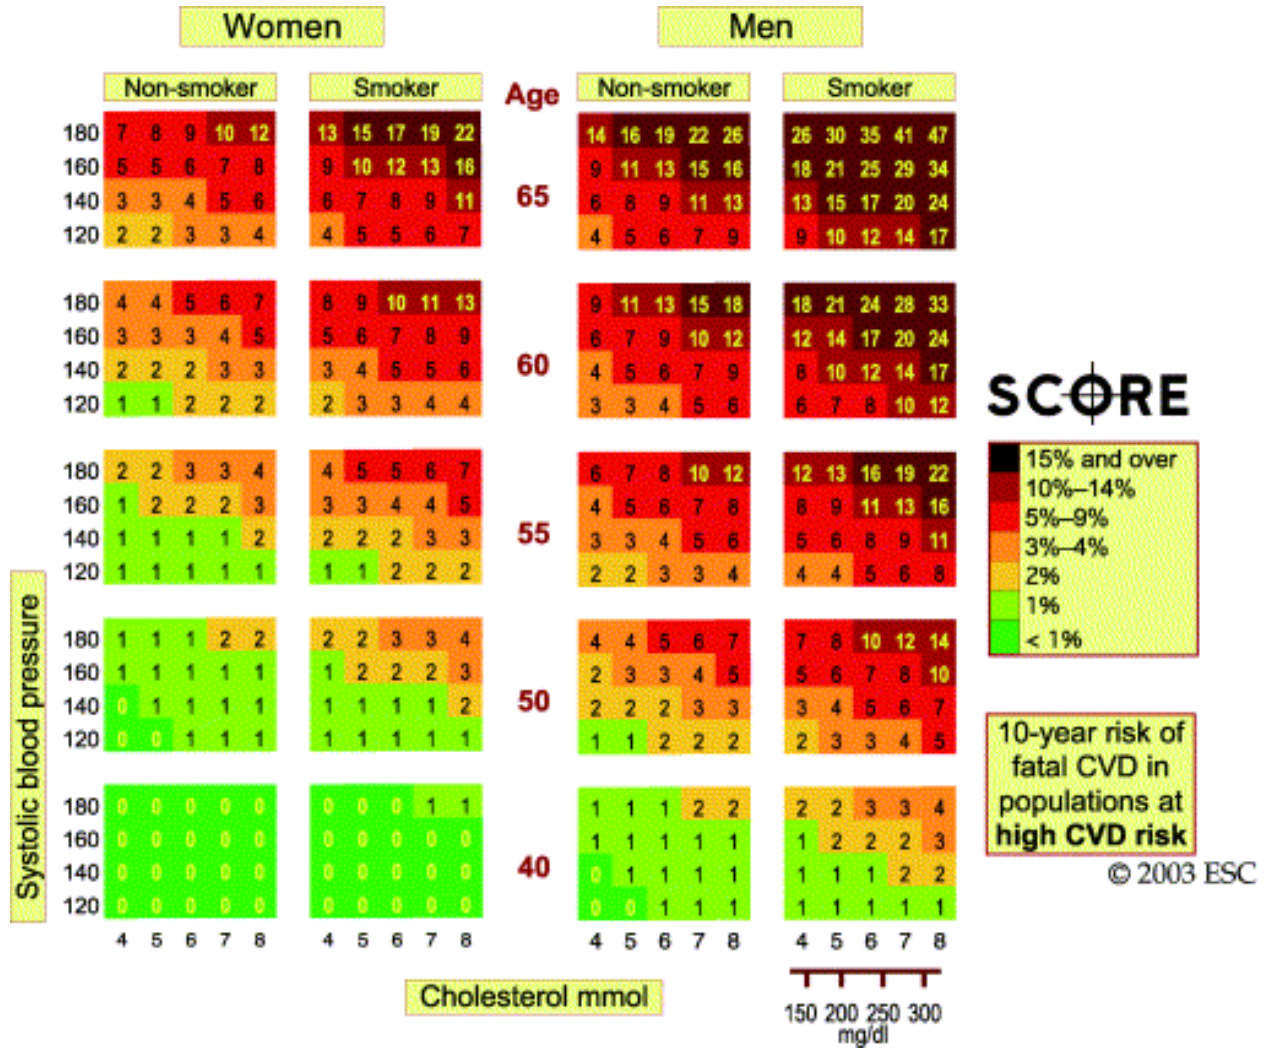 Women Men
Non-smoker Smoker Age Non-smoker Smoker
180 7 8 9 10 12 13 15 17 19 22 14 16 19 22 26 26 30 35 41 47
160 5 5 6 7 8 9 10 12 13 16 9 11 13 15 16 18 21 25 29 34
65
140 3 3 4 5 6 6 7 8 9 11 6 8 9 11 13 13 15 17 20 24
120 2 2 3 3 4 4 5 5 6 7 4 5 6 7 9 9 10 12 14 17
180 4 4 5 6 7 8 9 10 11 13 9 11 13 15 18 18 21 24 28 33
160 3 3 3 4 5 5 6 7 8 9 6 7 9 10 12 12 14 17 20 24
60
140 2 2 2 3 3 3 4 5 5 6 4 5 6 7 9 8 10 12 14 17
120 1 1 2 2 2 2 3 3 4 4 3 3 4 5 6 6 7 8 10 12
180 2 2 3 3 4 4 5 5 6 7 6 7 8 10 12 12 13 16 19 22
160 1 2 2 2 3 3 3 4 4 5 4 5 6 7 8 8 9 11 13 16
55
140 1 1 1 1 2 2 2 2 3 3 3 3 4 5 6 5 6 8 9 11
120 1 1 1 1 1 1 1 2 2 2 2 2 3 3 4 4 4 5 6 8
180 1 1 1 2 2 2 2 3 3 4 4 4 5 6 7 7 8 10 12 14
160 1 1 1 1 1 1 2 2 2 3 2 3 3 4 5 5 6 7 8 10
50
140 0 1 1 1 1 1 1 1 1 2 2 2 2 3 3 3 4 5 6 7
120 0 0 1 1 1 1 1 1 1 1 1 1 2 2 2 2 3 3 4 5
180 0 0 0 0 0 0 0 0 1 1 1 1 1 2 2 2 2 3 3 4
160 0 0 0 0 0 0 0 0 0 0 1 1 1 1 1 1 2 2 2 3
40
140 0 0 0 0 0 0 0 0 0 0 0 1 1 1 1 1 1 1 2 2
120 0 0 0 0 0 0 0 0 0 0 0 0 1 1 1 1 1 1 1 1
4 5 6 7 8 4 5 6 7 8 4 5 6 7 8 4 5 6 7 8
Systolic blood pressure
Cholesterol mmol
150 200 250 300
mg/dl
SCORE
15% and over
10%–14%
5%–9%
3%–4%
2%
1%
< 1%
10-year risk of
fatal CVD in
populations at
high CVD risk
© 2003 ESC